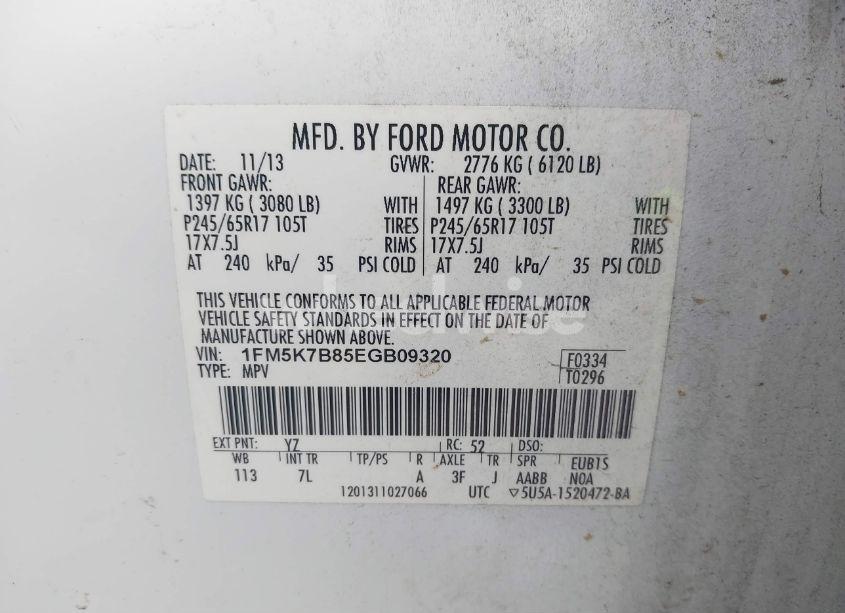 MFD. BY FORD MOTOR CO.
DATE: 11/13 GVWR: 2776 KG ( 6120 LB)
FRONT GAWR: REAR GAWR:
1397 KG ( 3080 LB) WITH 1497 KG ( 3300 LB) WITH
P245/65R17 105T TIRES P245/65R17 105T TIRES
17X7.5J RIMS 17X7.5J RIMS
AT 240 kPa/ 35 PSI COLD AT 240 kPa/ 35 PSI COLD
THIS VEHICLE CONFORMS TO ALL APPLICABLE FEDERAL MOTOR
VEHICLE SAFETY STANDARDS IN EFFECT ON THE DATE OF
MANUFACTURE SHOWN ABOVE.
VIN: 1FM5K7B85EGB09320 F0334
TYPE: MPV T0296
EXT PNT: YZ RC: 52 DSO:
WB INT TR TP/PS R AXLE TR SPR EUB1S
113 7L A 3F J AABB NOA
1201311027066 UTC ▽5U5A-1520472-BA